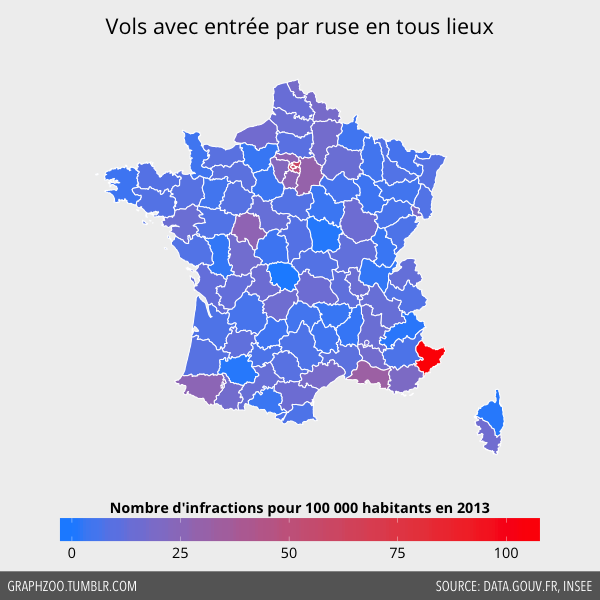 Vols avec entrée par ruse en tous lieux
Nombre d'infractions pour 100 000 habitants en 2013
0 25 50 75 100
GRAPHZOO.TUMBLR.COM SOURCE: DATA.GOUV.FR, INSEE